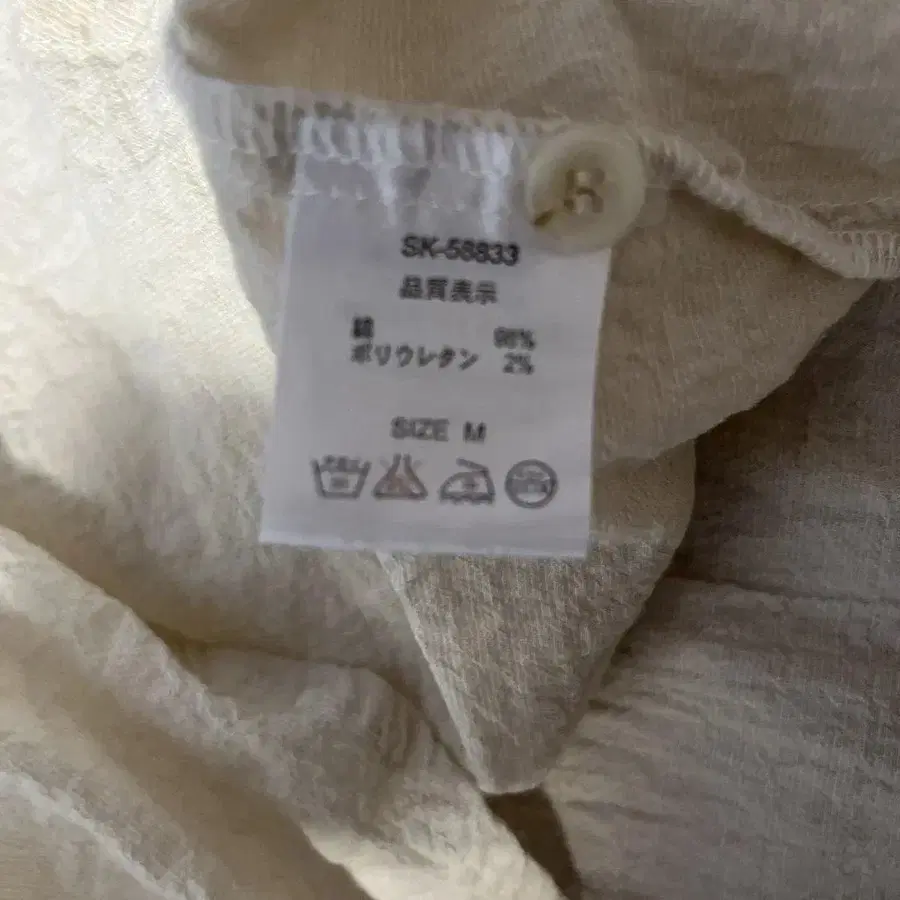 SK-58833
品質表示
綿 98%
ポリウレタン 2%
SIZE M